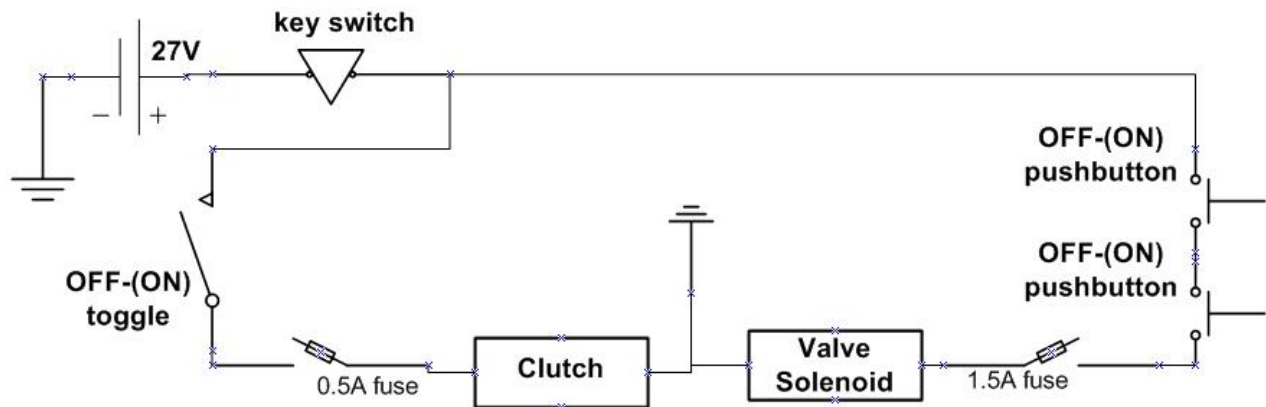 key switch
27V
− +
OFF-(ON)
pushbutton
OFF-(ON)
pushbutton
OFF-(ON)
toggle
0.5A fuse
Clutch
Valve
Solenoid
1.5A fuse